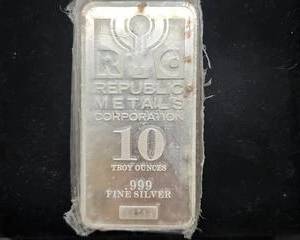 RMC
REPUBLIC
METALS
CORPORATION
10
TROY OUNCES
.999
FINE SILVER